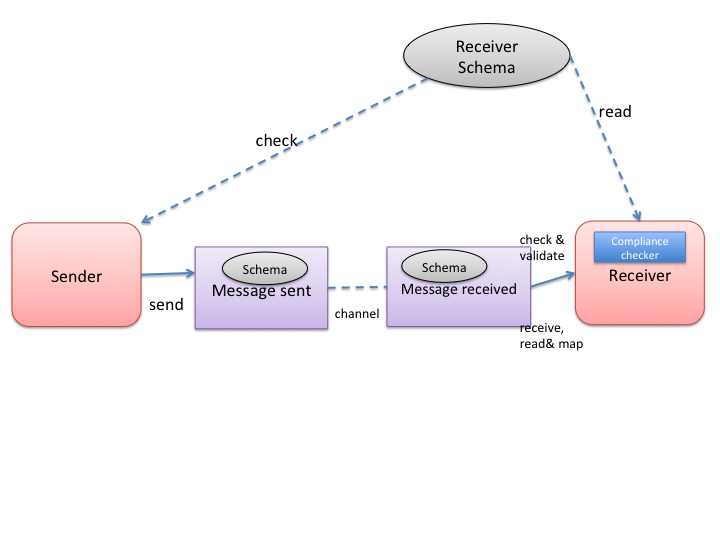 Receiver
Schema
read
check
check &
validate
Compliance
checker
Schema
Schema
Sender
Message sent
Message received
Receiver
send
channel
receive,
read& map